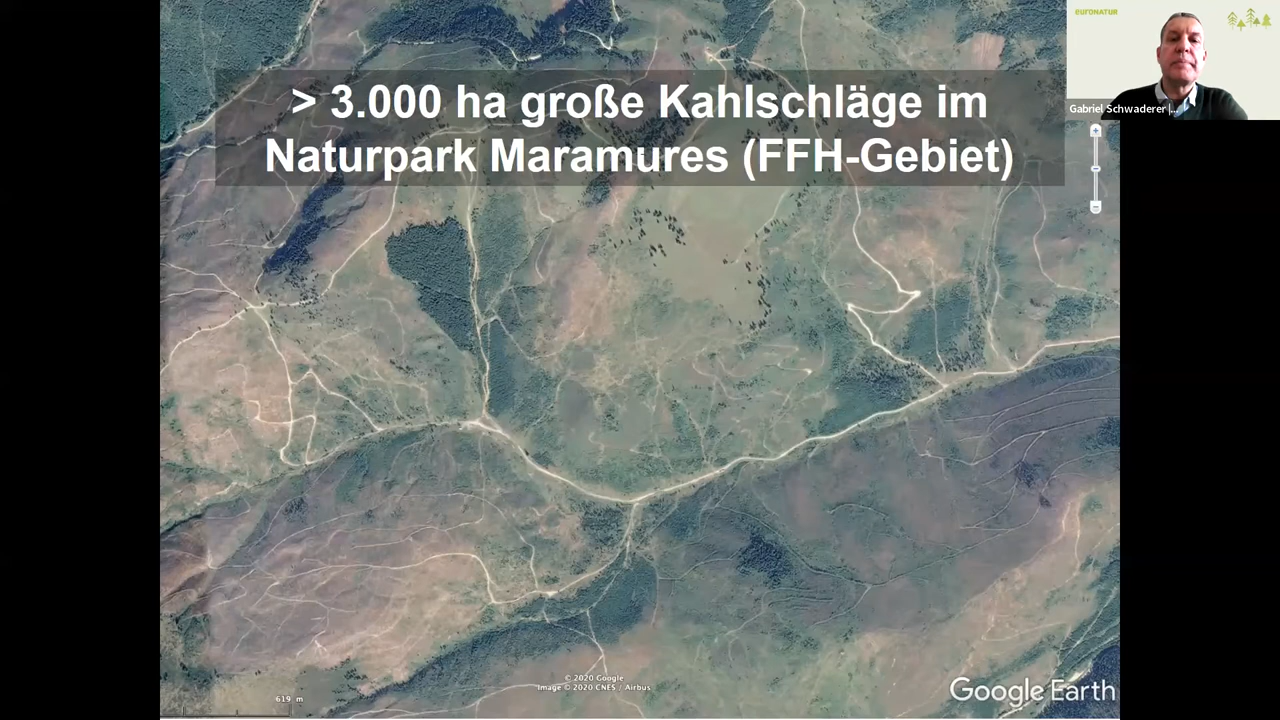 > 3.000 ha große Kahlschläge im
Naturpark Maramures (FFH-Gebiet)
euronatur
Gabriel Schwaderer |...
© 2020 Google
Image © 2020 CNES / Airbus
619 m
Google Earth